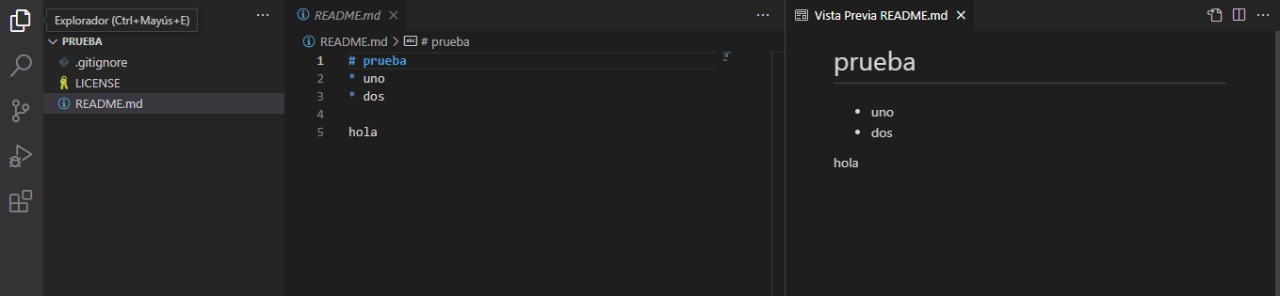 Explorador (Ctrl+Mayús+E)
PRUEBA
.gitignore
LICENSE
README.md
README.md
README.md > # prueba
1 # prueba
2 * uno
3 * dos
4
5 hola
Vista Previa README.md
prueba
• uno
• dos
hola